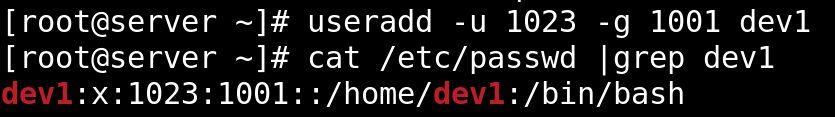 [root@server ~]# useradd -u 1023 -g 1001 dev1
[root@server ~]# cat /etc/passwd |grep dev1
dev1:x:1023:1001::/home/dev1:/bin/bash